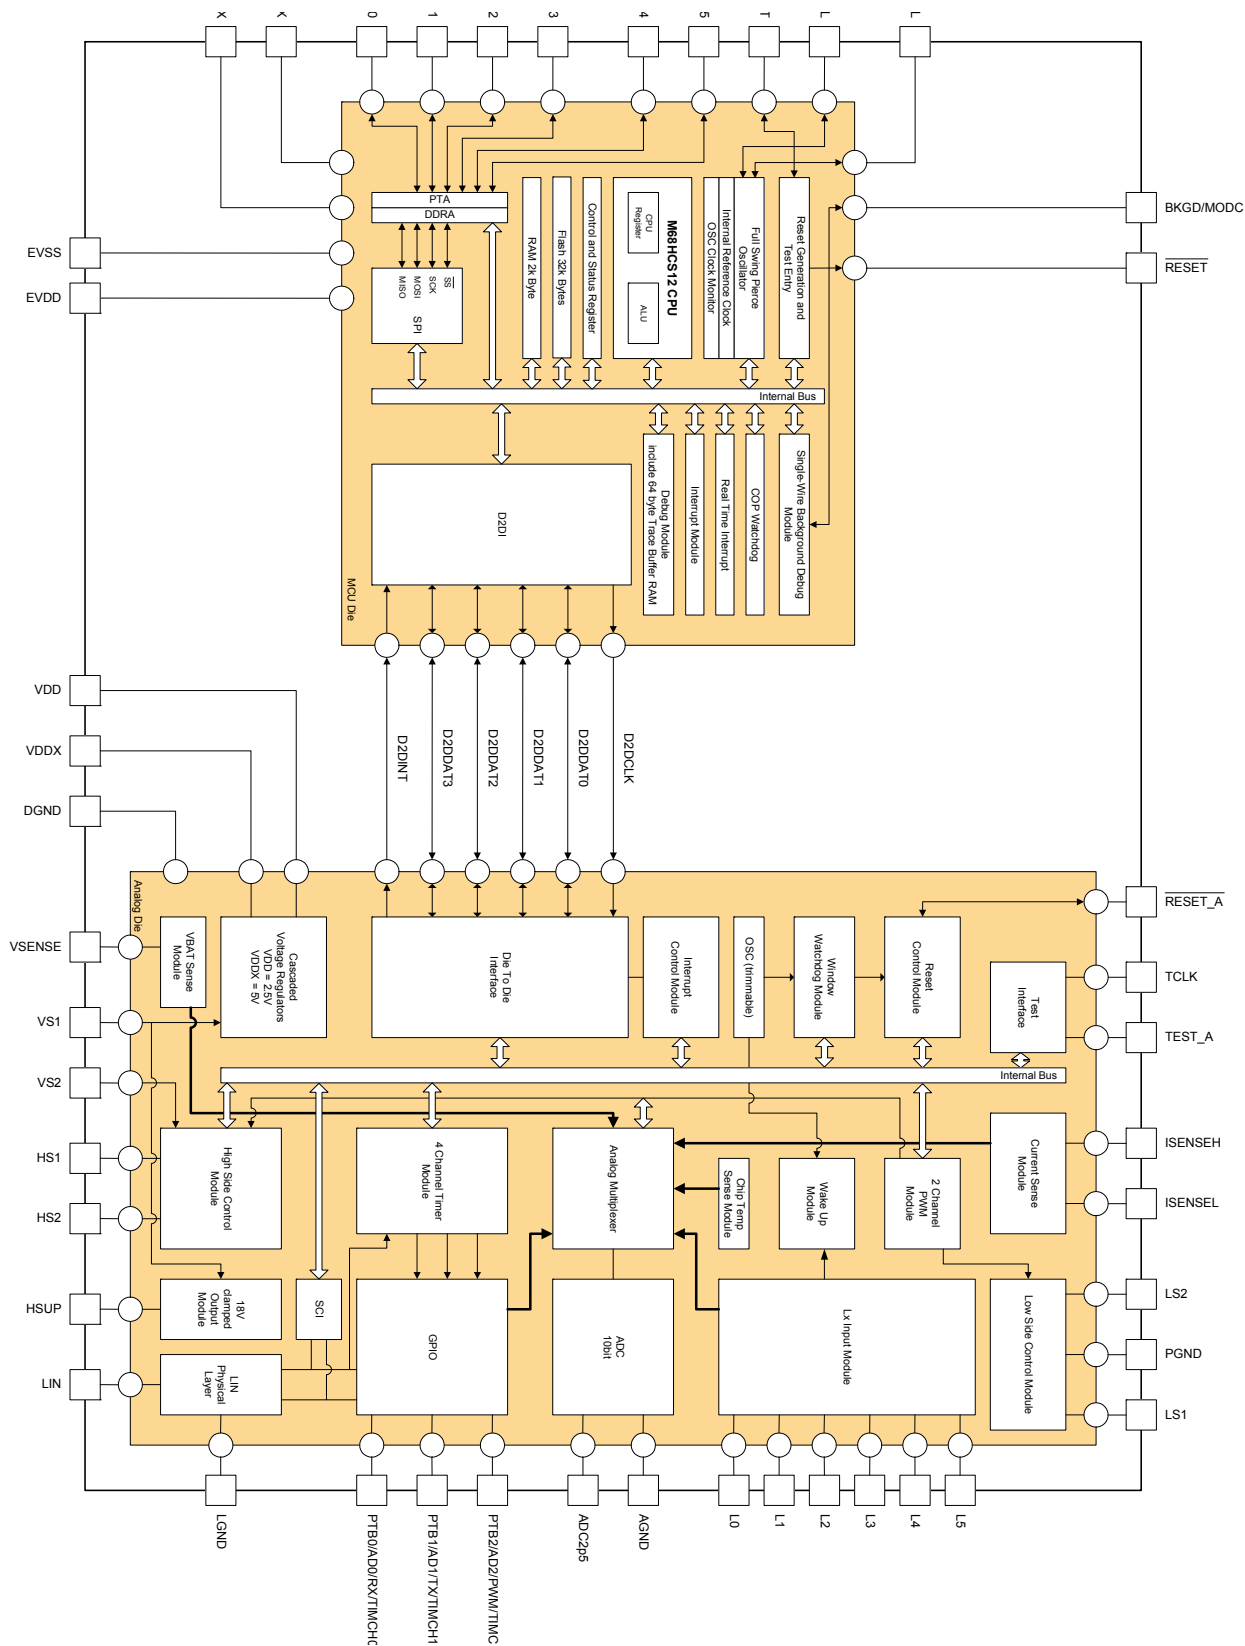 X
K
0
1
2
3
4
5
T
L
L
EVSS
EVDD
BKGD/MODC
RESET
PTA
DDRA
MISO
MOSI
SCK
SS
SPI
RAM 2k Byte
Flash 32k Bytes
Control and Status Register
M68HCS12 CPU
CPU
Register
ALU
OSC Clock Monitor
Internal Reference Clock
Full Swing Pierce
Oscillator
Reset Generation and
Test Entry
Internal Bus
D2DI
Debug Module
include 64 byte Trace Buffer RAM
Interrupt Module
Real Time Interrupt
COP Watchdog
Single-Wire Background Debug
Module
MCU Die
D2DINT
D2DDAT3
D2DDAT2
D2DDAT1
D2DDAT0
D2DCLK
VDD
VDDX
DGND
VSENSE
VS1
VS2
HS1
HS2
HSUP
LIN
RESET_A
TCLK
TEST_A
ISENSEH
ISENSEL
LS2
PGND
LS1
Analog Die
VBAT Sense
Module
Cascaded
Voltage Regulators
VDD = 2.5V
VDDX = 5V
Die To Die
Interface
Interrupt
Control Module
OSC (trimmable)
Window
Watchdog Module
Reset
Control Module
Test
Interface
Internal Bus
High Side Control
Module
4 Channel Timer
Module
Analog Multiplexer
Chip Temp
Sense Module
Wake Up
Module
2 Channel
PWM
Module
Current Sense
Module
18V
clamped
Output
Module
SCI
GPIO
ADC
10bit
Lx Input Module
Low Side Control Module
LIN
Physical
Layer
LGND
PTB0/AD0/RX/TIMCH0
PTB1/AD1/TX/TIMCH1
PTB2/AD2/PWM/TIMC
ADC2p5
AGND
L0
L1
L2
L3
L4
L5